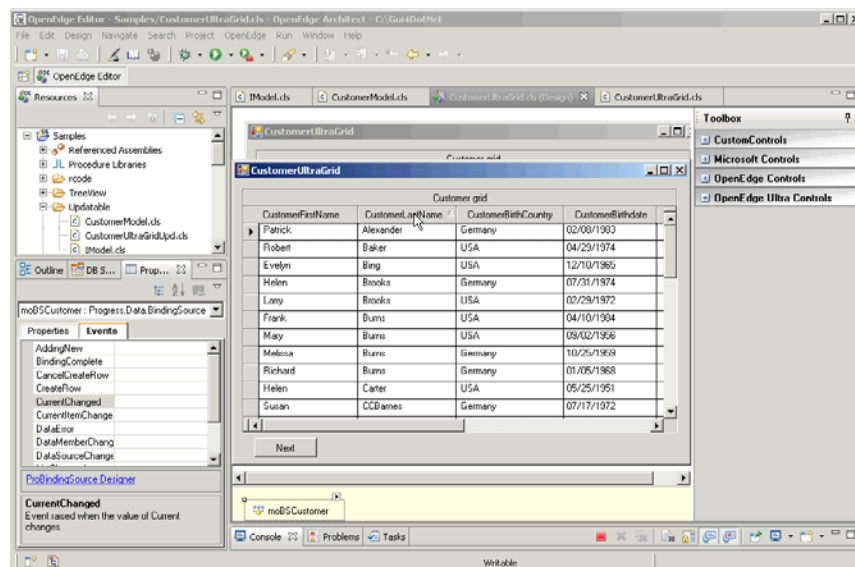 OpenEdge Editor - Samples/CustomerUltraGrid.cls - OpenEdge Architect - C:\Gui4DotNet
File Edit Design Navigate Search Project OpenEdge Run Window Help
OpenEdge Editor
Resources
IModel.cls
CustomerModel.cls
CustomerUltraGrid.cls (Design)
CustomerUltraGrid.cls
Samples
Referenced Assemblies
Procedure Libraries
rcode
TreeView
Updatable
CustomerModel.cls
CustomerUltraGridUpd.cls
IModel.cls
Outline
DB S...
Prop...
moBSCustomer : Progress.Data.BindingSource
Properties Events
AddingNew
BindingComplete
CancelCreateRow
CreateRow
CurrentChanged
CurrentItemChange
DataError
DataMemberChang
DataSourceChange
ProBindingSource Designer
CurrentChanged
Event raised when the value of Current
changes.
CustomerUltraGrid
CustomerUltraGrid
Customer grid
CustomerFirstName CustomerLastName CustomerBirthCountry CustomerBirthdate
Patrick Alexander Germany 02/08/1983
Robert Baker USA 04/29/1974
Evelyn Bing USA 12/10/1965
Helen Brooks Germany 07/31/1974
Larry Brooks USA 02/29/1972
Frank Burns USA 04/10/1984
Mary Burns USA 09/02/1956
Melissa Burns Germany 10/25/1959
Richard Burns Germany 01/05/1968
Helen Carter USA 05/25/1951
Susan CCBarnes Germany 07/17/1972
Next
moBSCustomer
Console
Problems
Tasks
Toolbox
CustomControls
Microsoft Controls
OpenEdge Controls
OpenEdge Ultra Controls
Writable